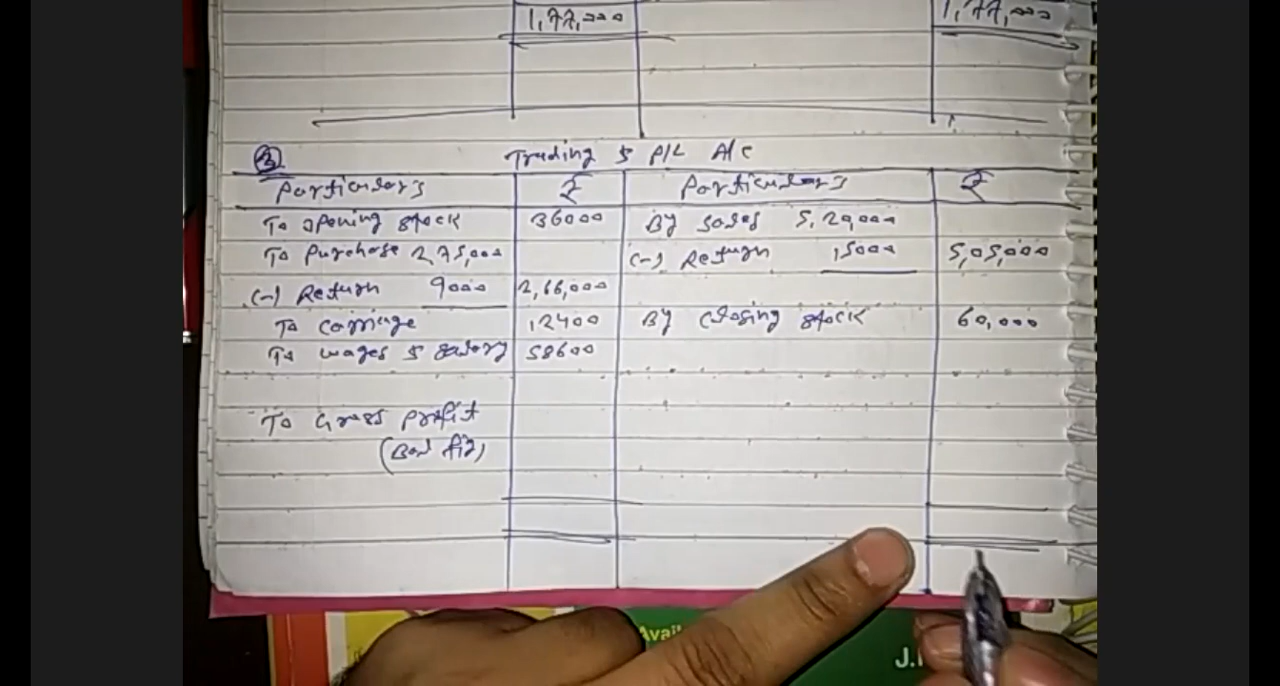 1,77,000 1,77,000
3 Trading & P/L A/c
Particulars ₹ Particulars ₹
To opening stock 36000 By sales 5,20,000
To Purchase 2,75,000 (-) Return 15000 5,05,000
(-) Return 9000 2,66,000
To carriage 12400 By closing stock 60,000
To wages & salary 58600
To Gross profit
(Bal fig)
Avail
J.